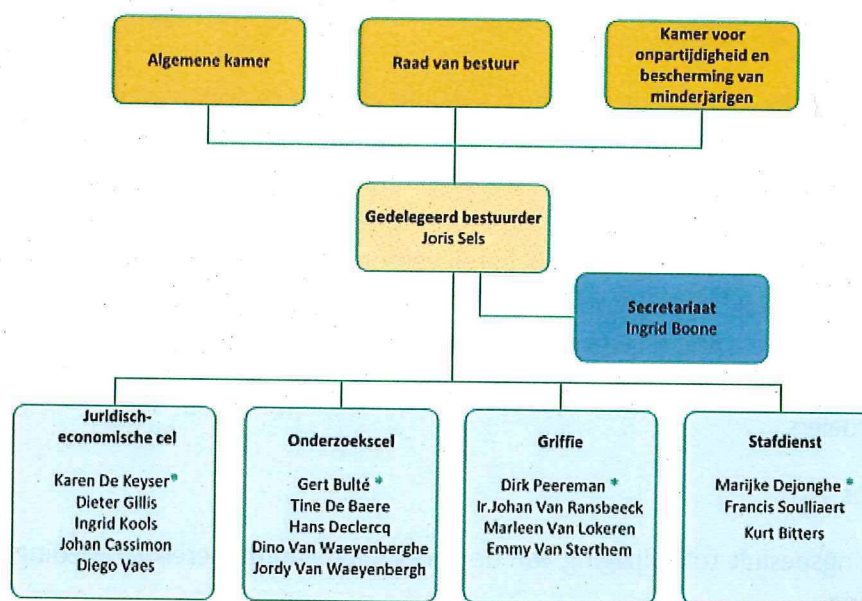 Algemene kamer
Raad van bestuur
Kamer voor
onpartijdigheid en
bescherming van
minderjarigen
Gedelegeerd bestuurder
Joris Sels
Secretariaat
Ingrid Boone
Juridisch-
economische cel
Karen De Keyser*
Dieter Gillis
Ingrid Kools
Johan Cassimon
Diego Vaes
Onderzoekscel
Gert Bulté *
Tine De Baere
Hans Declercq
Dino Van Waeyenberghe
Jordy Van Waeyenbergh
Griffie
Dirk Peereman *
Ir.Johan Van Ransbeeck
Marleen Van Lokeren
Emmy Van Sterthem
Stafdienst
Marijke Dejonghe *
Francis Soulliaert
Kurt Bitters